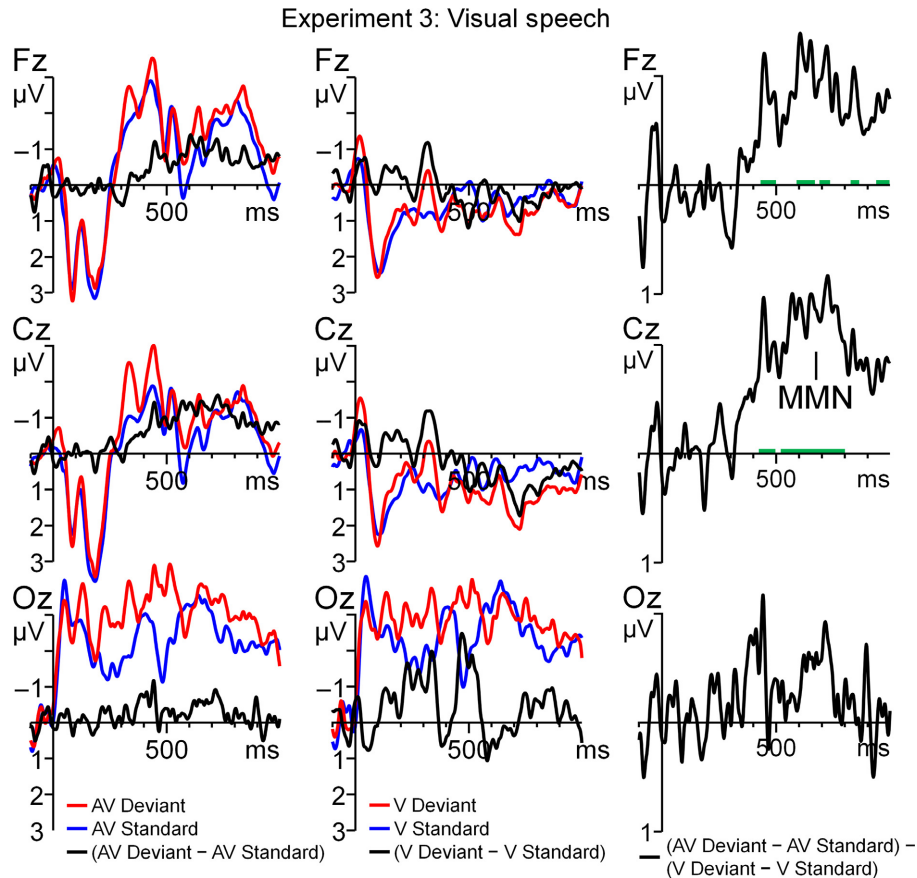 Experiment 3: Visual speech
Fz
µV
−1
1
2
3
500
ms
Fz
µV
−1
1
2
3
500
ms
Fz
µV
1
500
ms
Cz
µV
−1
1
2
3
500
ms
Cz
µV
−1
1
2
3
500
ms
Cz
µV
MMN
1
500
ms
Oz
µV
−1
1
2
3
500
ms
AV Deviant
AV Standard
(AV Deviant − AV Standard)
Oz
µV
−1
1
2
3
500
ms
V Deviant
V Standard
(V Deviant − V Standard)
Oz
µV
1
500
ms
(AV Deviant − AV Standard) −
(V Deviant − V Standard)